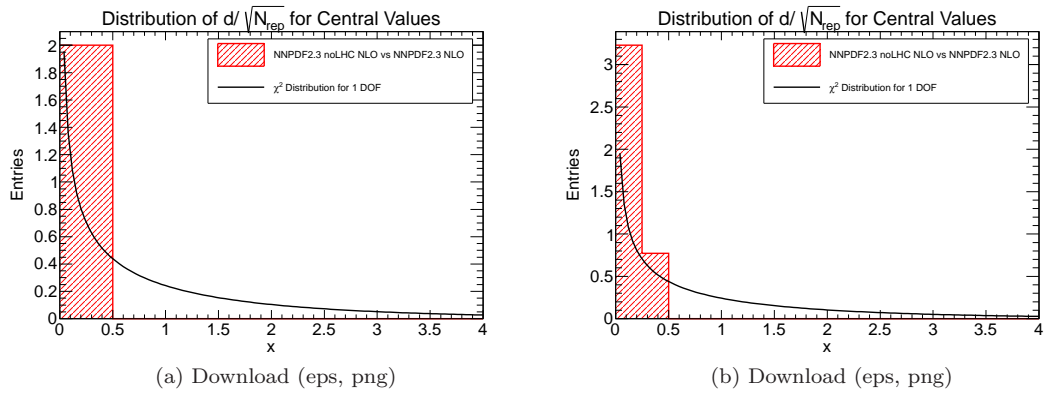 Distribution of d/ √N_rep for Central Values
NNPDF2.3 noLHC NLO vs NNPDF2.3 NLO
χ² Distribution for 1 DOF
Entries
2
1.8
1.6
1.4
1.2
1
0.8
0.6
0.4
0.2
0
0 0.5 1 1.5 2 2.5 3 3.5 4
x
(a) Download (eps, png)
Distribution of d/ √N_rep for Central Values
NNPDF2.3 noLHC NLO vs NNPDF2.3 NLO
χ² Distribution for 1 DOF
Entries
3
2.5
2
1.5
1
0.5
0
0 0.5 1 1.5 2 2.5 3 3.5 4
x
(b) Download (eps, png)